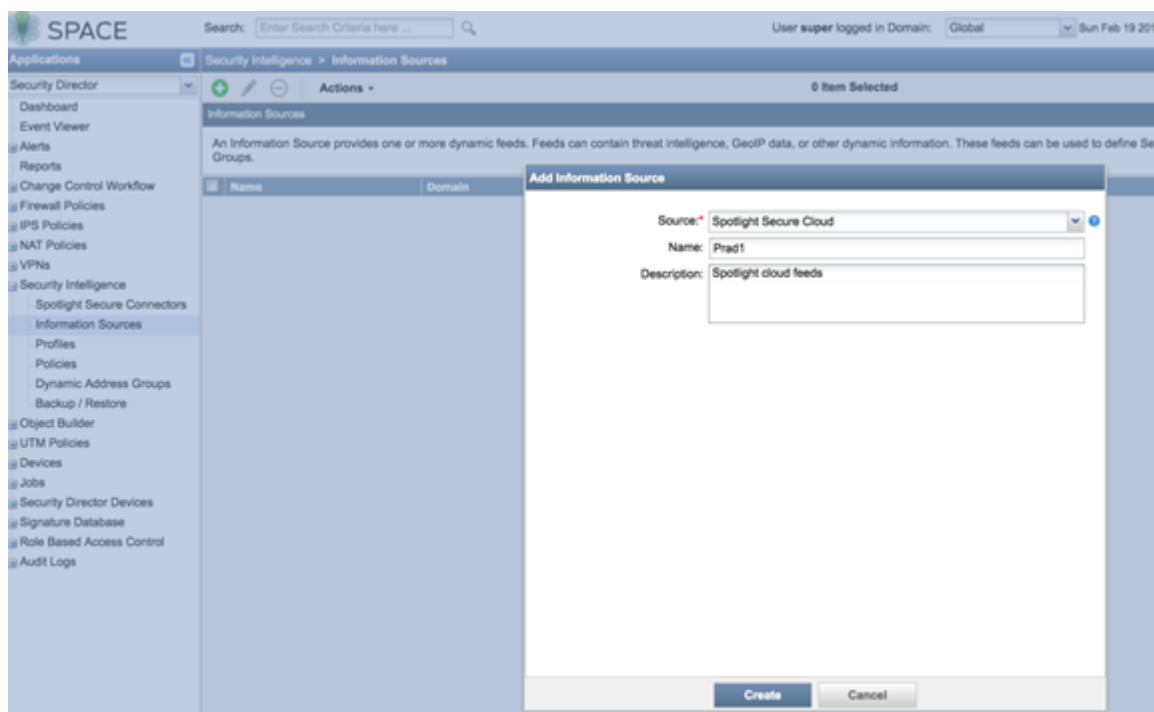 SPACE
Search: Enter Search Criteria here ...
User super logged in Domain: Global
Sun Feb 19 201
Applications
Security Intelligence > Information Sources
Security Director
Actions
0 Item Selected
Dashboard
Event Viewer
Alerts
Reports
Change Control Workflow
Firewall Policies
IPS Policies
NAT Policies
VPNs
Security Intelligence
Spotlight Secure Connectors
Information Sources
Profiles
Policies
Dynamic Address Groups
Backup / Restore
Object Builder
UTM Policies
Devices
Jobs
Security Director Devices
Signature Database
Role Based Access Control
Audit Logs
Information Sources
An Information Source provides one or more dynamic feeds. Feeds can contain threat intelligence, GeoIP data, or other dynamic information. These feeds can be used to define Se
Groups.
Name
Domain
Add Information Source
Source:* Spotlight Secure Cloud
Name: Prad1
Description: Spotlight cloud feeds
Create
Cancel